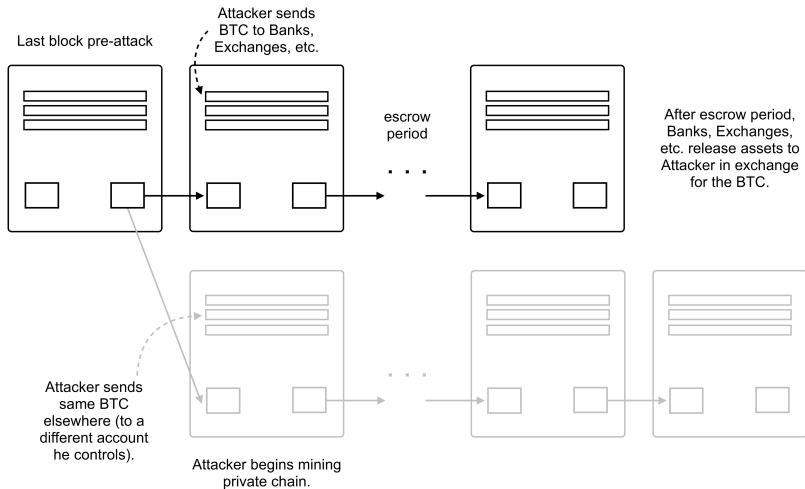 Last block pre-attack
Attacker sends
BTC to Banks,
Exchanges, etc.
escrow
period
. . .
After escrow period,
Banks, Exchanges,
etc. release assets to
Attacker in exchange
for the BTC.
. . .
Attacker sends
same BTC
elsewhere (to a
different account
he controls).
Attacker begins mining
private chain.